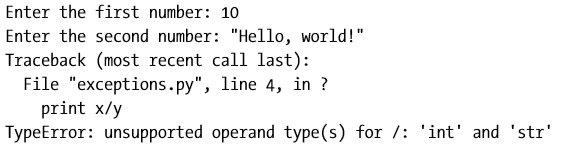 Enter the first number: 10
Enter the second number: "Hello, world!"
Traceback (most recent call last):
  File "exceptions.py", line 4, in ?
    print x/y
TypeError: unsupported operand type(s) for /: 'int' and 'str'